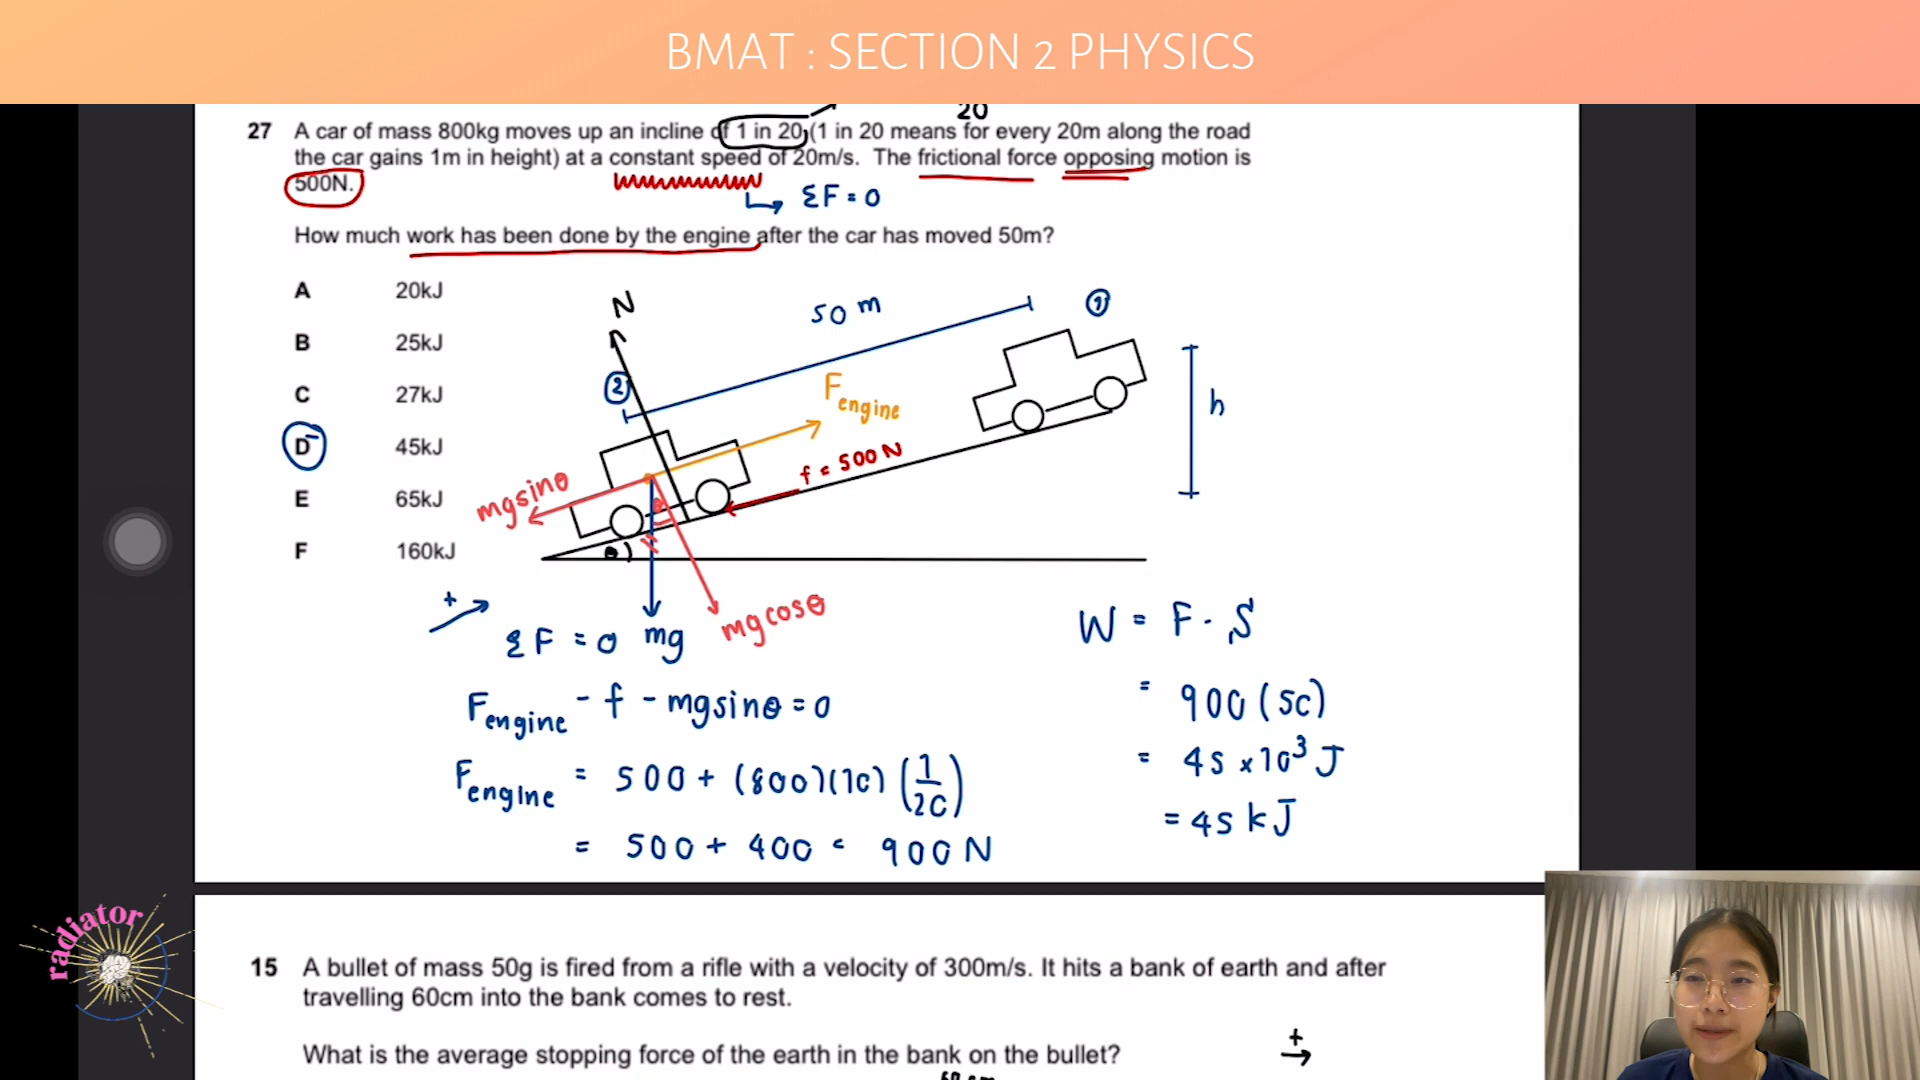 BMAT : SECTION 2 PHYSICS
20
27 A car of mass 800kg moves up an incline of 1 in 20 (1 in 20 means for every 20m along the road
the car gains 1m in height) at a constant speed of 20m/s. The frictional force opposing motion is
500N.
ΣF = 0
How much work has been done by the engine after the car has moved 50m?
A 20kJ
B 25kJ
C 27kJ
D 45kJ
E 65kJ
F 160kJ
N
50 m
1
2
F engine
h
f = 500 N
mgsinθ
θ
θ
mg
mgcosθ
+
ΣF = 0
F engine - f - mgsinθ = 0
F engine = 500 + (800)(10)(1/20)
= 500 + 400 = 900 N
W = F · S
= 900 (50)
= 45 x10³ J
= 45 kJ
radiator
15 A bullet of mass 50g is fired from a rifle with a velocity of 300m/s. It hits a bank of earth and after
travelling 60cm into the bank comes to rest.
What is the average stopping force of the earth in the bank on the bullet?
+